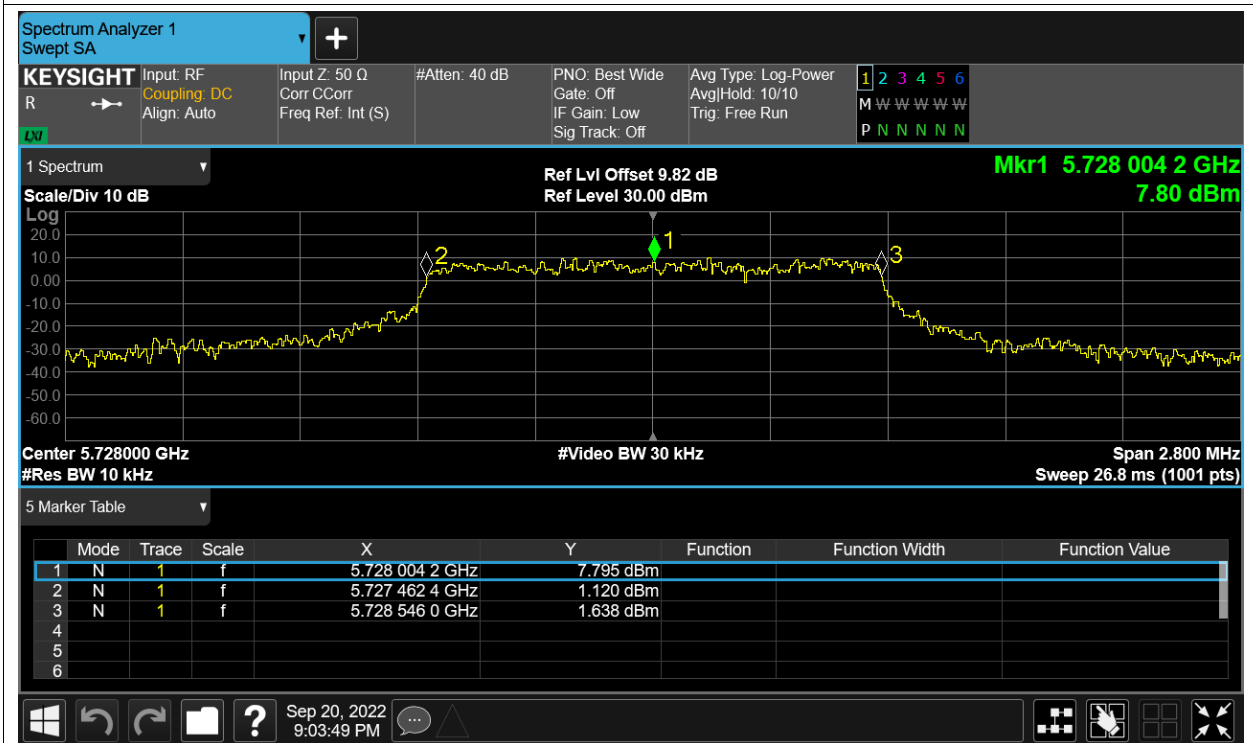 Spectrum Analyzer 1
Swept SA
+
KEYSIGHT Input: RF Input Z: 50 Ω #Atten: 40 dB PNO: Best Wide Avg Type: Log-Power 1 2 3 4 5 6
R Coupling: DC Corr CCorr Gate: Off Avg|Hold: 10/10 M W W W W W
Align: Auto Freq Ref: Int (S) IF Gain: Low Trig: Free Run
LXI Sig Track: Off P N N N N N
1 Spectrum Ref Lvl Offset 9.82 dB Mkr1 5.728 004 2 GHz
Scale/Div 10 dB Ref Level 30.00 dBm 7.80 dBm
Log
20.0
1
10.0
2 3
0.00
-10.0
-20.0
-30.0
-40.0
-50.0
-60.0
Center 5.728000 GHz #Video BW 30 kHz Span 2.800 MHz
#Res BW 10 kHz Sweep 26.8 ms (1001 pts)
5 Marker Table
Mode Trace Scale X Y Function Function Width Function Value
1 N 1 f 5.728 004 2 GHz 7.795 dBm
2 N 1 f 5.727 462 4 GHz 1.120 dBm
3 N 1 f 5.728 546 0 GHz 1.638 dBm
4
5
6
? Sep 20, 2022
9:03:49 PM